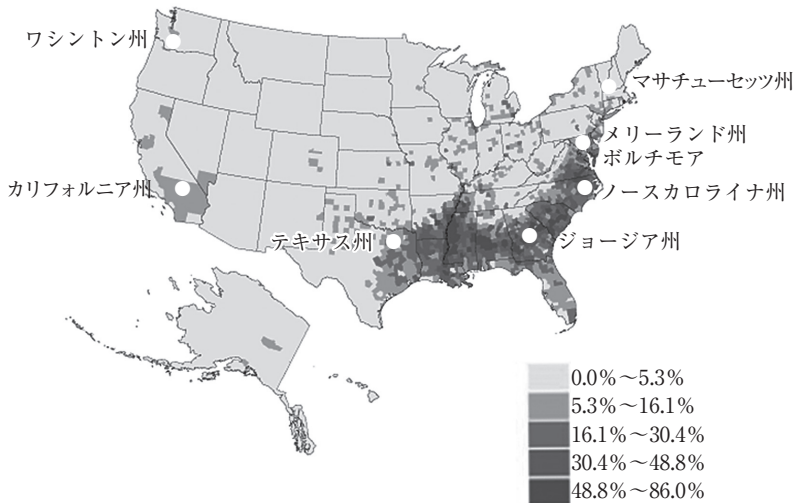 ワシントン州
マサチューセッツ州
メリーランド州
ボルチモア
カリフォルニア州
ノースカロライナ州
テキサス州
ジョージア州
0.0%～5.3%
5.3%～16.1%
16.1%～30.4%
30.4%～48.8%
48.8%～86.0%